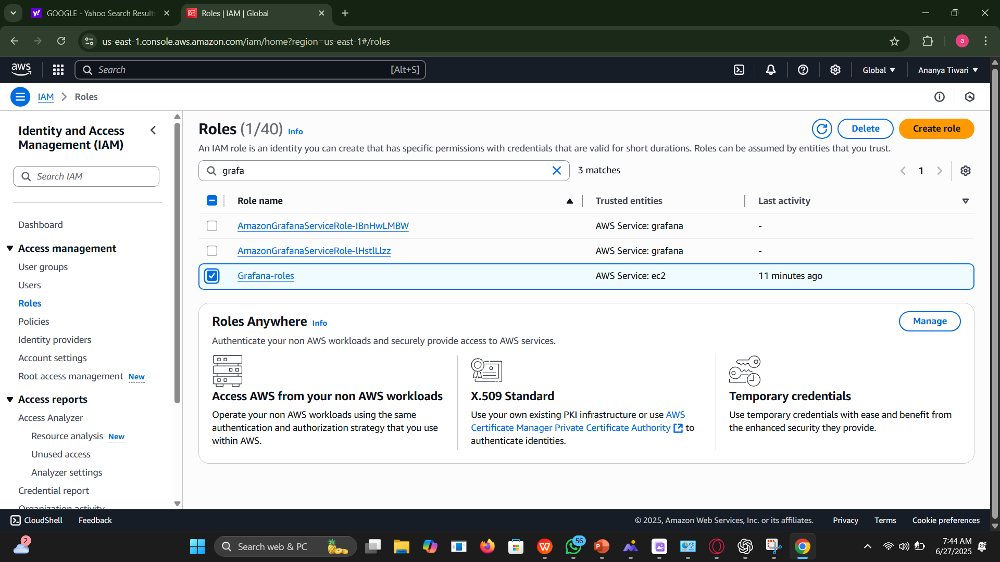 GOOGLE - Yahoo Search Results
Roles | IAM | Global
us-east-1.console.aws.amazon.com/iam/home?region=us-east-1#/roles
a
aws
Search
[Alt+S]
Global
Ananya Tiwari
IAM
Roles
Identity and Access
Management (IAM)
Search IAM
Dashboard
Access management
User groups
Users
Roles
Policies
Identity providers
Account settings
Root access management New
Access reports
Access Analyzer
Resource analysis New
Unused access
Analyzer settings
Credential report
Organization activity
Roles (1/40) Info
Delete
Create role
An IAM role is an identity you can create that has specific permissions with credentials that are valid for short durations. Roles can be assumed by entities that you trust.
grafa
3 matches
1
Role name
Trusted entities
Last activity
AmazonGrafanaServiceRole-IBnHwLMBW
AWS Service: grafana
-
AmazonGrafanaServiceRole-lHstlLlzz
AWS Service: grafana
-
Grafana-roles
AWS Service: ec2
11 minutes ago
Roles Anywhere Info
Manage
Authenticate your non AWS workloads and securely provide access to AWS services.
Access AWS from your non AWS workloads
Operate your non AWS workloads using the same
authentication and authorization strategy that you use
within AWS.
X.509 Standard
Use your own existing PKI infrastructure or use AWS
Certificate Manager Private Certificate Authority to
authenticate identities.
Temporary credentials
Use temporary credentials with ease and benefit from
the enhanced security they provide.
CloudShell
Feedback
© 2025, Amazon Web Services, Inc. or its affiliates.
Privacy
Terms
Cookie preferences
2
Search web & PC
56
7:44 AM
6/27/2025